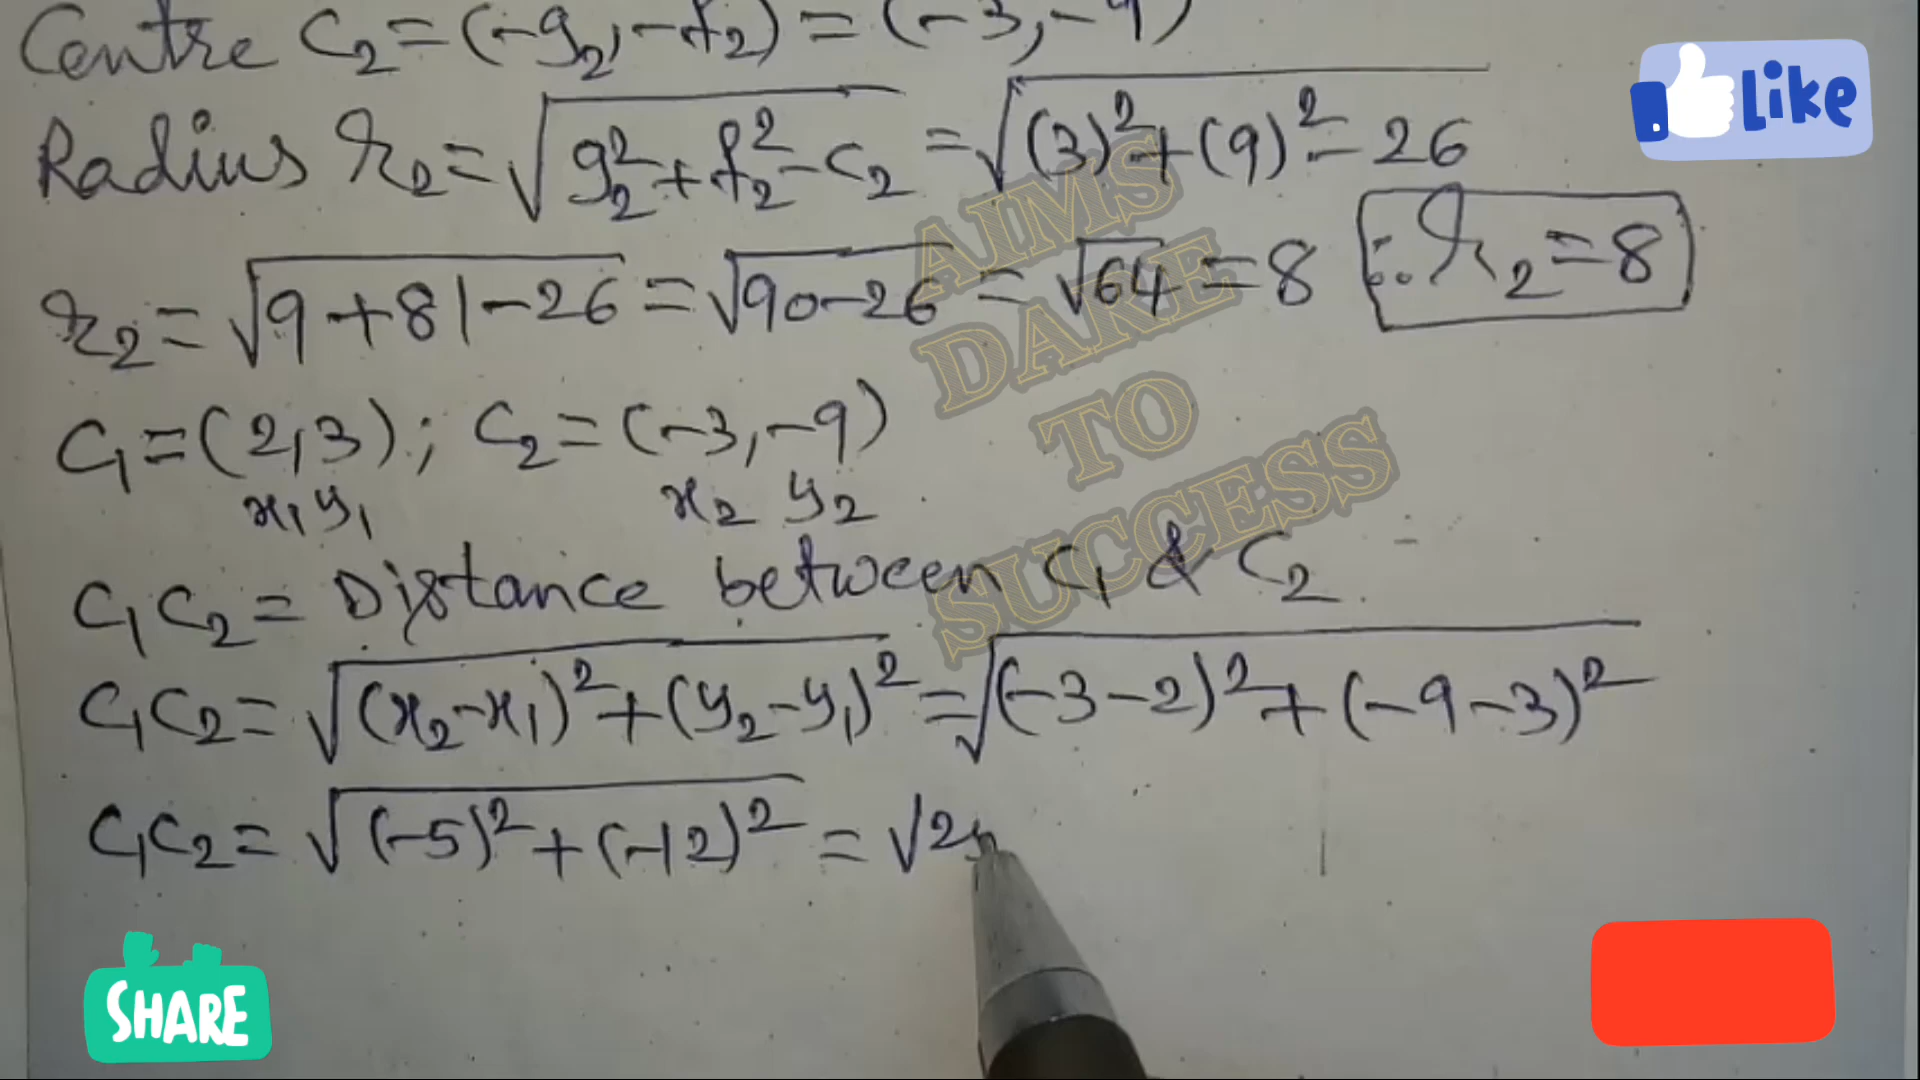 Centre C₂ = (-g₂, -f₂) = (-3, -9)
Radius r₂ = √(g₂² + f₂² - c₂) = √((3)² + (9)² - 26)
r₂ = √(9 + 81 - 26) = √(90 - 26) = √64 = 8 ∴ r₂ = 8
C₁ = (2, 3) ; C₂ = (-3, -9)
x₁ y₁ x₂ y₂
C₁C₂ = Distance between C₁ & C₂
C₁C₂ = √((x₂ - x₁)² + (y₂ - y₁)²) = √((-3-2)² + (-9-3)²)
C₁C₂ = √((-5)² + (-12)²) = √25
Like
AIMS
DARE
TO
SUCCESS
SHARE